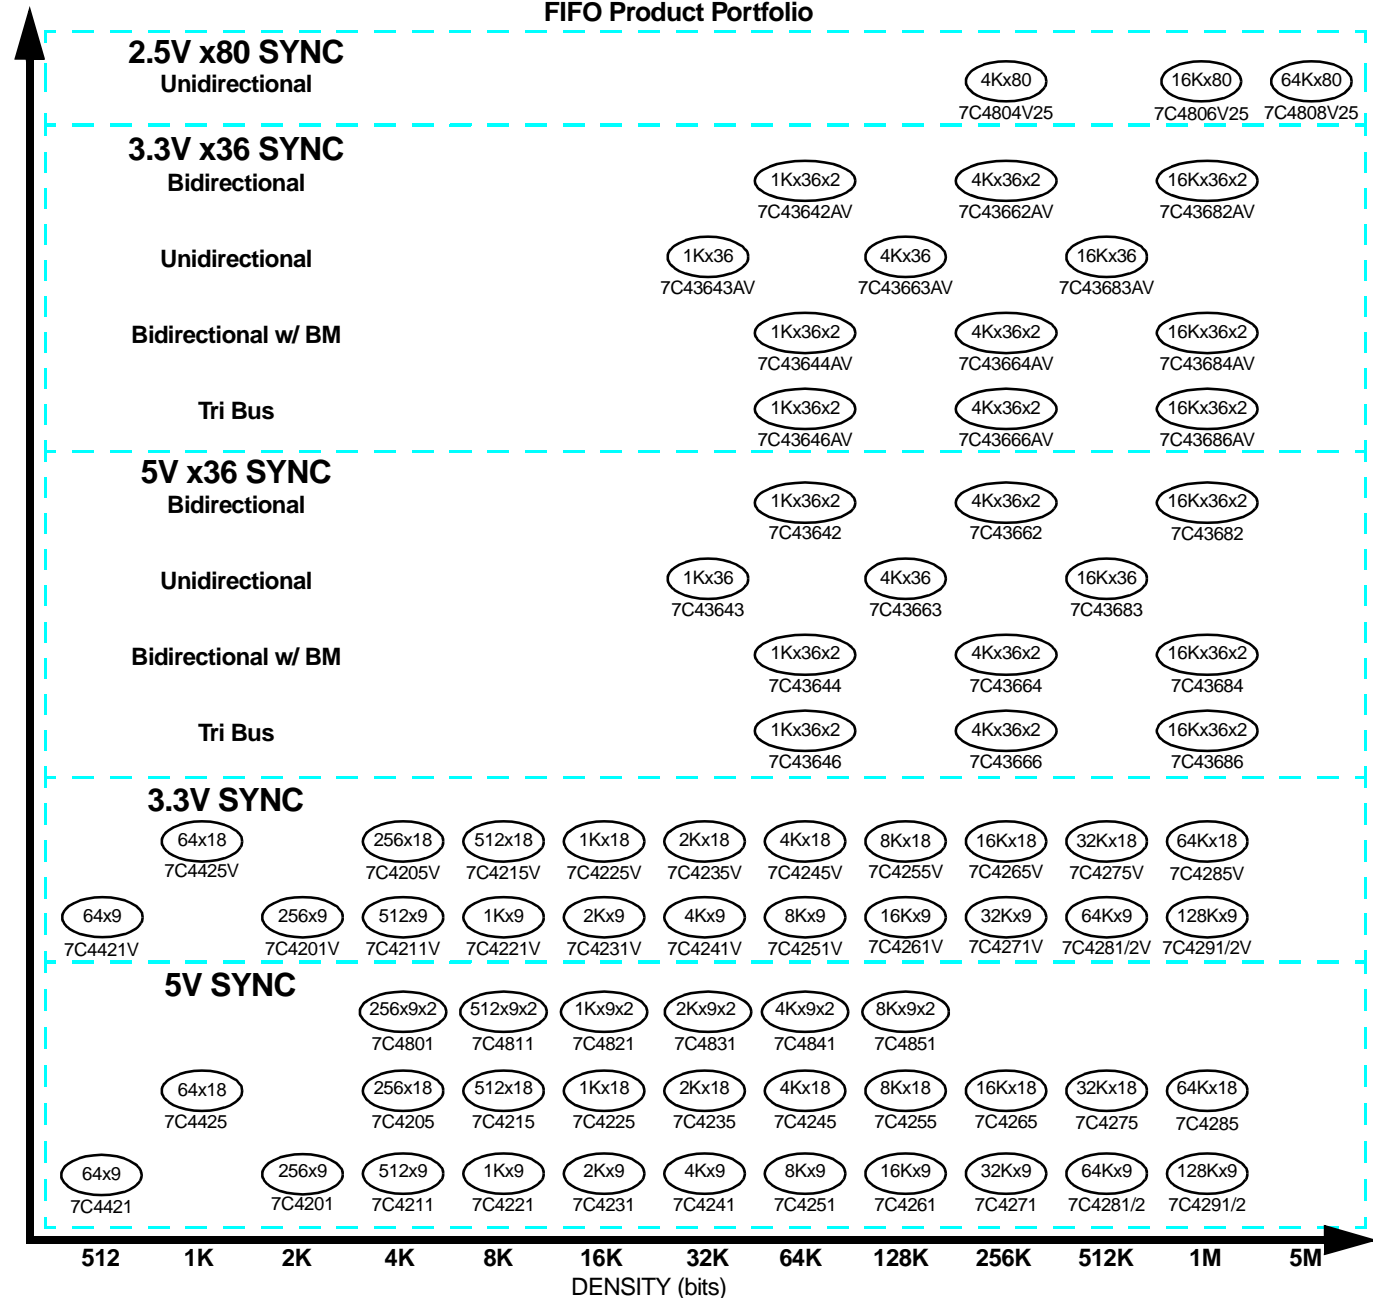 FIFO Product Portfolio
2.5V x80 SYNC
Unidirectional
4Kx80 16Kx80 64Kx80
7C4804V25 7C4806V25 7C4808V25
3.3V x36 SYNC
Bidirectional
1Kx36x2 4Kx36x2 16Kx36x2
7C43642AV 7C43662AV 7C43682AV
Unidirectional
1Kx36 4Kx36 16Kx36
7C43643AV 7C43663AV 7C43683AV
Bidirectional w/ BM
1Kx36x2 4Kx36x2 16Kx36x2
7C43644AV 7C43664AV 7C43684AV
Tri Bus
1Kx36x2 4Kx36x2 16Kx36x2
7C43646AV 7C43666AV 7C43686AV
5V x36 SYNC
Bidirectional
1Kx36x2 4Kx36x2 16Kx36x2
7C43642 7C43662 7C43682
Unidirectional
1Kx36 4Kx36 16Kx36
7C43643 7C43663 7C43683
Bidirectional w/ BM
1Kx36x2 4Kx36x2 16Kx36x2
7C43644 7C43664 7C43684
Tri Bus
1Kx36x2 4Kx36x2 16Kx36x2
7C43646 7C43666 7C43686
3.3V SYNC
64x18 256x18 512x18 1Kx18 2Kx18 4Kx18 8Kx18 16Kx18 32Kx18 64Kx18
7C4425V 7C4205V 7C4215V 7C4225V 7C4235V 7C4245V 7C4255V 7C4265V 7C4275V 7C4285V
64x9 256x9 512x9 1Kx9 2Kx9 4Kx9 8Kx9 16Kx9 32Kx9 64Kx9 128Kx9
7C4421V 7C4201V 7C4211V 7C4221V 7C4231V 7C4241V 7C4251V 7C4261V 7C4271V 7C4281/2V 7C4291/2V
5V SYNC
256x9x2 512x9x2 1Kx9x2 2Kx9x2 4Kx9x2 8Kx9x2
7C4801 7C4811 7C4821 7C4831 7C4841 7C4851
64x18 256x18 512x18 1Kx18 2Kx18 4Kx18 8Kx18 16Kx18 32Kx18 64Kx18
7C4425 7C4205 7C4215 7C4225 7C4235 7C4245 7C4255 7C4265 7C4275 7C4285
64x9 256x9 512x9 1Kx9 2Kx9 4Kx9 8Kx9 16Kx9 32Kx9 64Kx9 128Kx9
7C4421 7C4201 7C4211 7C4221 7C4231 7C4241 7C4251 7C4261 7C4271 7C4281/2 7C4291/2
512 1K 2K 4K 8K 16K 32K 64K 128K 256K 512K 1M 5M
DENSITY (bits)